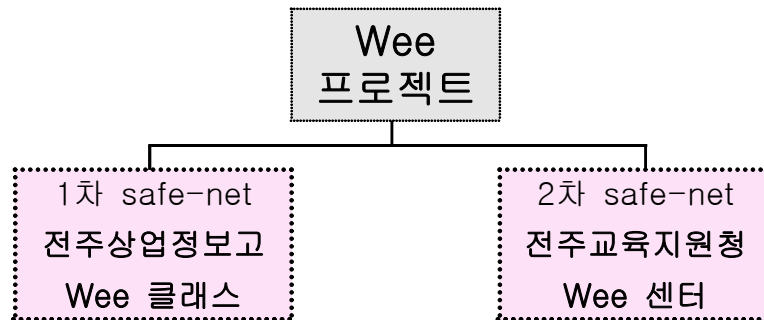 Wee
프로젝트
1차 safe-net
전주상업정보고
Wee 클래스
2차 safe-net
전주교육지원청
Wee 센터